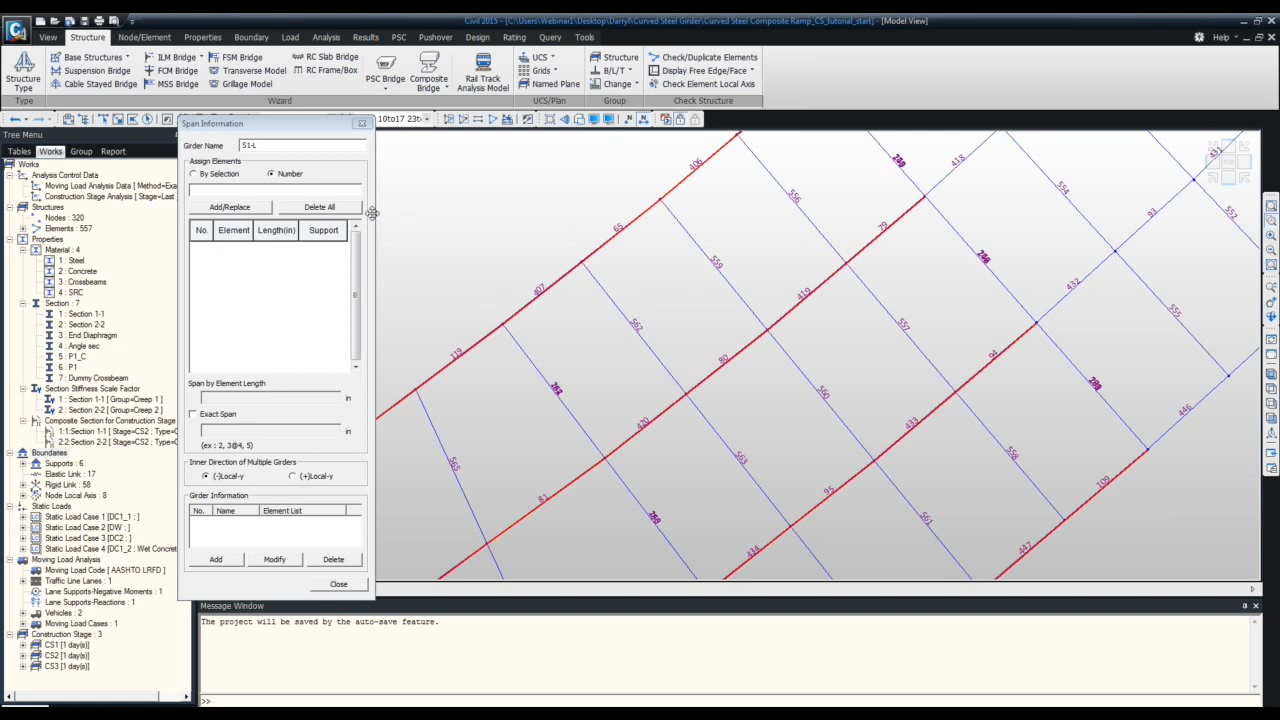 Civil 2015 - [C:\Users\Webinar1\Desktop\Darryl\Curved Steel Girder\Curved Steel Composite Ramp_CS_tutorial_start] - [Model View]
View Structure Node/Element Properties Boundary Load Analysis Results PSC Pushover Design Rating Query Tools Help
Base Structures ILM Bridge FSM Bridge RC Slab Bridge UCS Structure Check/Duplicate Elements
Suspension Bridge FCM Bridge Transverse Model RC Frame/Box Grids B/L/T Display Free Edge/Face
Cable Stayed Bridge MSS Bridge Grillage Model Named Plane Change Check Element Local Axis
Structure Type
PSC Bridge
Composite Bridge
Rail Track Analysis Model
Type Wizard UCS/Plan Group Check Structure
10to17 23t
Tree Menu
Tables Works Group Report
Works
Analysis Control Data
Moving Load Analysis Data [Method=Exa
Construction Stage Analysis [Stage=Last
Structures
Nodes : 320
Elements : 557
Properties
Material : 4
1 : Steel
2 : Concrete
3 : Crossbeams
4 : SRC
Section : 7
1 : Section 1-1
2 : Section 2-2
3 : End Diaphragm
4 : Angle sec
5 : P1_C
6 : P1
7 : Dummy Crossbeam
Section Stiffness Scale Factor
1 : Section 1-1 [Group=Creep 1 ]
2 : Section 2-2 [Group=Creep 2 ]
Composite Section for Construction Stage
1:1:Section 1-1 [Stage=CS2 ; Type=C
2:2:Section 2-2 [Stage=CS2 ; Type=C
Boundaries
Supports : 6
Elastic Link : 17
Rigid Link : 58
Node Local Axis : 8
Static Loads
Static Load Case 1 [DC1_1 ; ]
Static Load Case 2 [DW ; ]
Static Load Case 3 [DC2 ; ]
Static Load Case 4 [DC1_2 ; Wet Concret
Moving Load Analysis
Moving Load Code [ AASHTO LRFD ]
Traffic Line Lanes : 1
Lane Supports-Negative Moments : 1
Lane Supports-Reactions : 1
Vehicles : 2
Moving Load Cases : 1
Construction Stage : 3
CS1 [1 day(s)]
CS2 [1 day(s)]
CS3 [1 day(s)]
Span Information
Girder Name S1-L
Assign Elements
By Selection Number
Add/Replace Delete All
No. Element Length(in) Support
Span by Element Length
in
Exact Span
in
(ex : 2, 3@4, 5)
Inner Direction of Multiple Girders
(-)Local-y (+)Local-y
Girder Information
No. Name Element List
Add Modify Delete
Close
406
65
407
119
556
559
562
565
418
79
419
80
420
81
554
557
560
563
431
93
432
94
433
95
434
552
555
558
561
446
109
447
Message Window
The project will be saved by the auto-save feature.
>>